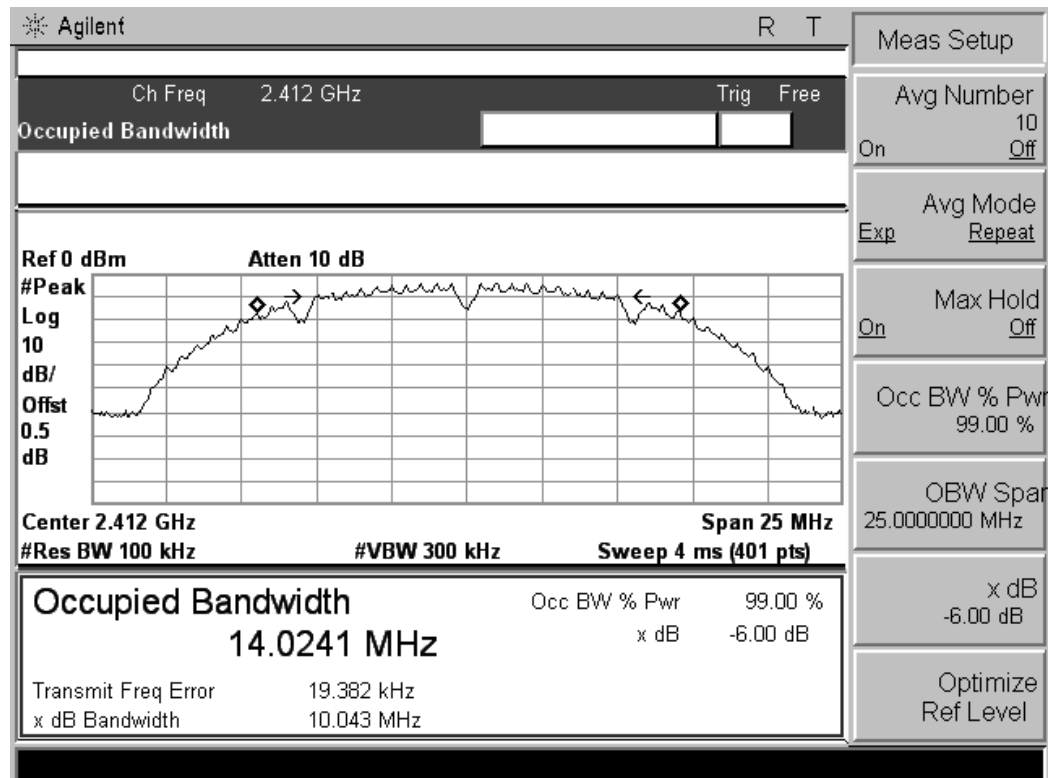 Agilent R T
Ch Freq 2.412 GHz Trig Free
Occupied Bandwidth
Ref 0 dBm Atten 10 dB
#Peak
Log
10
dB/
Offst
0.5
dB
Center 2.412 GHz Span 25 MHz
#Res BW 100 kHz #VBW 300 kHz Sweep 4 ms (401 pts)
Occupied Bandwidth
14.0241 MHz
Occ BW % Pwr 99.00 %
x dB -6.00 dB
Transmit Freq Error 19.382 kHz
x dB Bandwidth 10.043 MHz
Meas Setup
Avg Number
10
On Off
Avg Mode
Exp Repeat
Max Hold
On Off
Occ BW % Pwr
99.00 %
OBW Span
25.0000000 MHz
x dB
-6.00 dB
Optimize
Ref Level